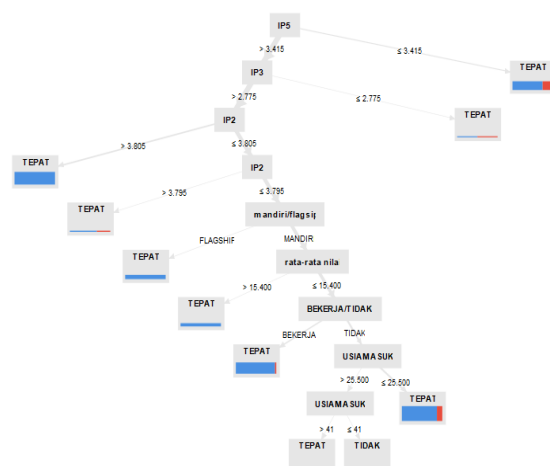 IP5
> 3.415
≤ 3.415
IP3
TEPAT
> 2.775
≤ 2.775
IP2
TEPAT
> 3.805
≤ 3.805
TEPAT
IP2
> 3.795
≤ 3.795
TEPAT
mandiri/flagsip
FLAGSHIF
MANDIR
TEPAT
rata-rata nila
> 15.400
≤ 15.400
TEPAT
BEKERJA/TIDAK
BEKERJA
TIDAK
TEPAT
USIAMASUK
> 25.500
≤ 25.500
USIAMASUK
TEPAT
> 41
≤ 41
TEPAT
TIDAK